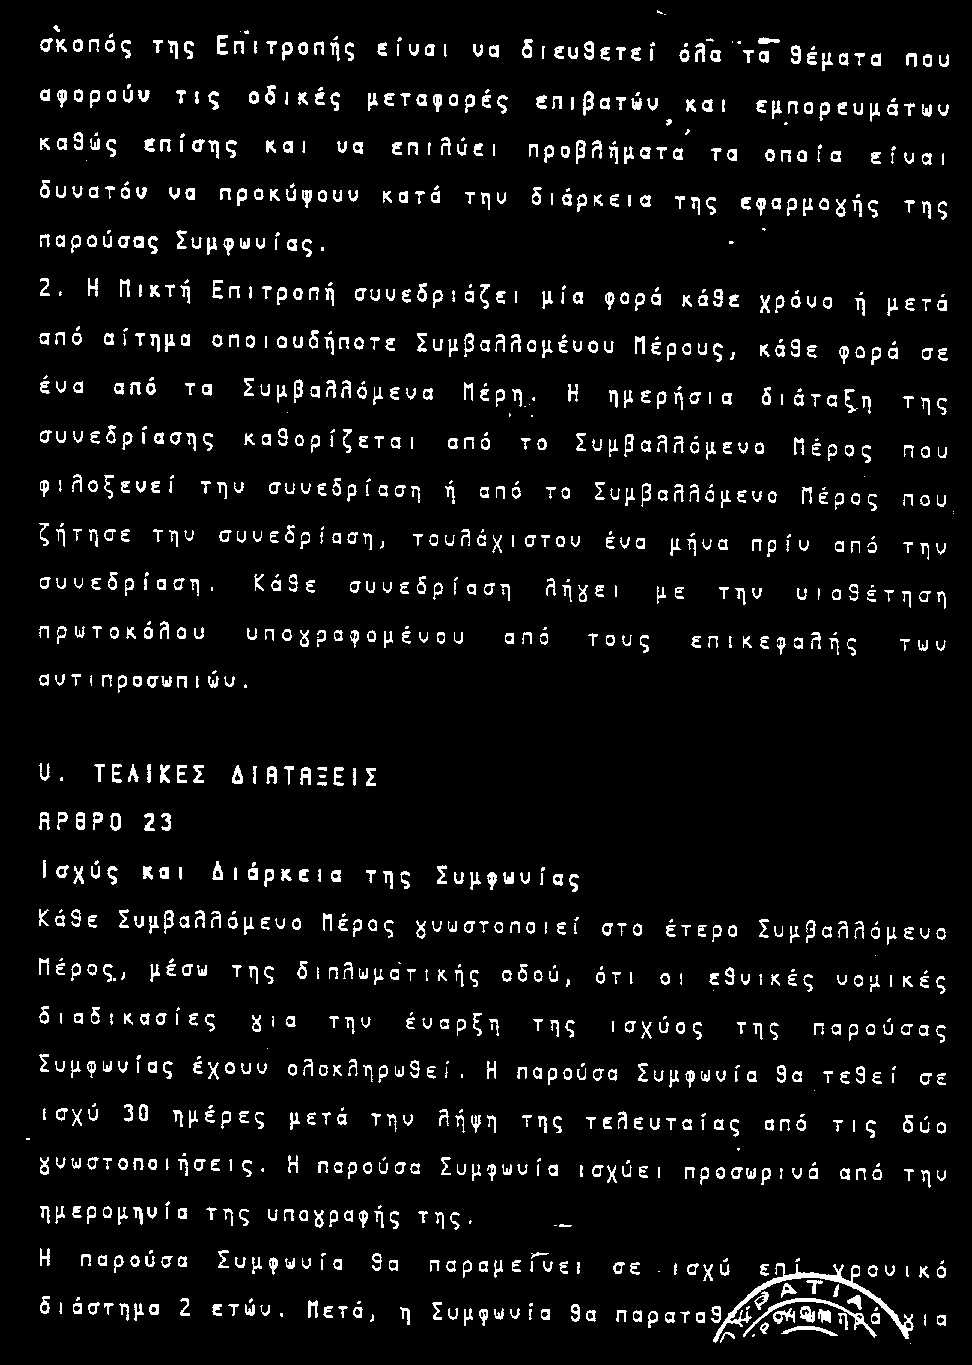 σκοπός της Επιτροπής είναι να διευθετεί όλα τα θέματα που
αφορούν τις οδικές μεταφορές επιβατών και εμπορευμάτων
καθώς επίσης και να επιλύει προβλήματα τα οποία είναι
δυνατόν να προκύψουν κατά την διάρκεια της εφαρμογής της
παρούσας Συμφωνίας.
2. Η Μικτή Επιτροπή συνεδριάζει μία φορά κάθε χρόνο ή μετά
από αίτημα οποιουδήποτε Συμβαλλομένου Μέρους, κάθε φορά σε
ένα από τα Συμβαλλόμενα Μέρη. Η ημερήσια διάταξη της
συνεδρίασης καθορίζεται από το Συμβαλλόμενο Μέρος που
φιλοξενεί την συνεδρίαση ή από το Συμβαλλόμενο Μέρος που
ζήτησε την συνεδρίαση, τουλάχιστον ένα μήνα πρίν από την
συνεδρίαση. Κάθε συνεδρίαση λήγει με την υιοθέτηση
πρωτοκόλου υπογραφομένου από τους επικεφαλής των
αντιπροσωπιών.
V. ΤΕΛΙΚΕΣ ΔΙΑΤΑΞΕΙΣ
ΑΡΘΡΟ 23
Ισχύς και Διάρκεια της Συμφωνίας
Κάθε Συμβαλλόμενο Μέρος γνωστοποιεί στο έτερο Συμβαλλόμενο
Μέρος, μέσω της διπλωματικής οδού, ότι οι εθνικές νομικές
διαδικασίες για την έναρξη της ισχύος της παρούσας
Συμφωνίας έχουν ολοκληρωθεί. Η παρούσα Συμφωνία θα τεθεί σε
ισχύ 30 ημέρες μετά την λήψη της τελευταίας από τις δύο
γνωστοποιήσεις. Η παρούσα Συμφωνία ισχύει προσωρινά από την
ημερομηνία της υπογραφής της.
Η παρούσα Συμφωνία θα παραμείνει σε ισχύ επί χρονικό
διάστημα 2 ετών. Μετά, η Συμφωνία θα παραταθεί σιωπηρά για